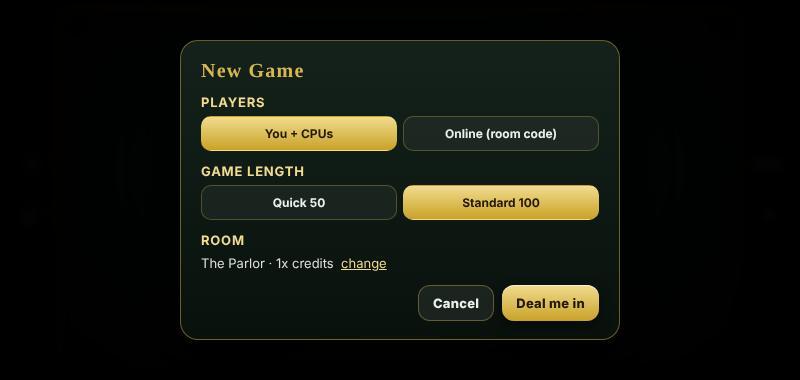 New Game
PLAYERS
You + CPUs
Online (room code)
GAME LENGTH
Quick 50
Standard 100
ROOM
The Parlor · 1x credits change
Cancel
Deal me in